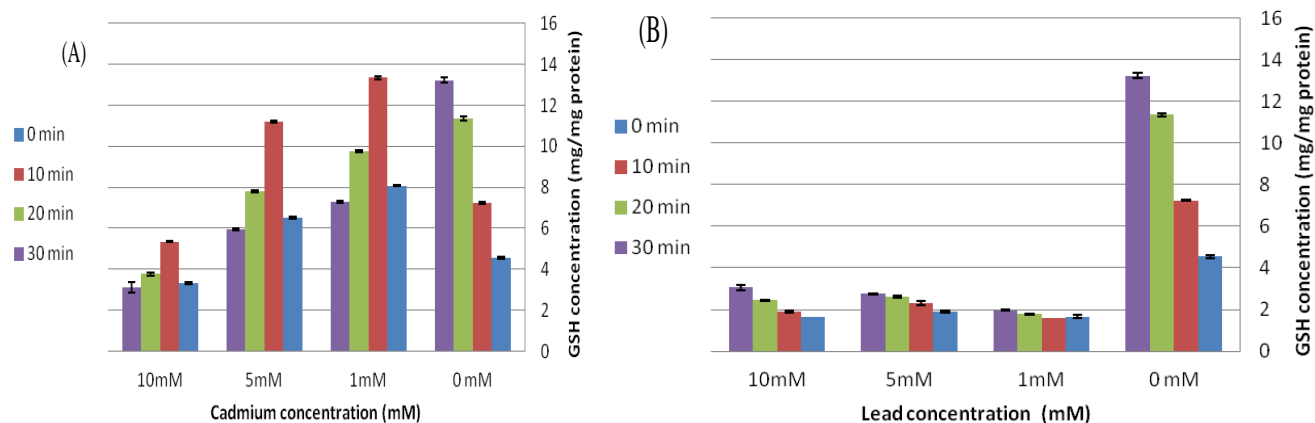 (A)
0 min
10 min
20 min
30 min
16
14
12
10
8
6
4
2
0
GSH concentration (mg/mg protein)
10mM 5mM 1mM 0 mM
Cadmium concentration (mM)
(B)
0 min
10 min
20 min
30 min
16
14
12
10
8
6
4
2
0
GSH concentration (mg/mg protein)
10mM 5mM 1mM 0 mM
Lead concentration (mM)